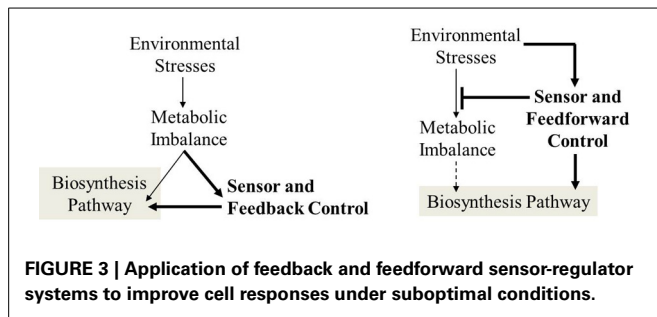 Environmental
Stresses
Metabolic
Imbalance
Biosynthesis
Pathway
Sensor and
Feedback Control
Environmental
Stresses
Sensor and
Feedforward
Control
Metabolic
Imbalance
Biosynthesis Pathway
FIGURE 3 | Application of feedback and feedforward sensor-regulator
systems to improve cell responses under suboptimal conditions.